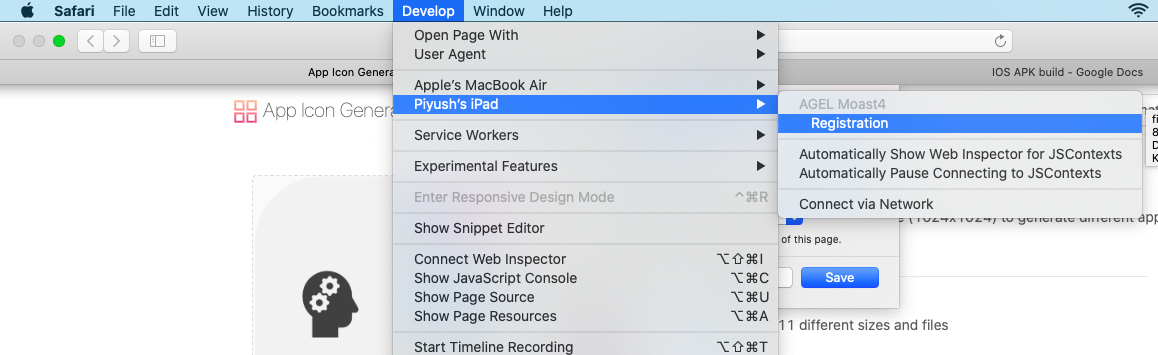 Safari File Edit View History Bookmarks Develop Window Help
App Icon Genera
IOS APK build - Google Docs
App Icon Genera
Open Page With
User Agent
Apple's MacBook Air
Piyush's iPad
Service Workers
Experimental Features
Enter Responsive Design Mode ^⌘R
Show Snippet Editor
Connect Web Inspector ⌥⇧⌘I
Show JavaScript Console ⌥⌘C
Show Page Source ⌥⌘U
Show Page Resources ⌥⌘A
Start Timeline Recording ⌥⇧⌘T
AGEL Moast4
Registration
Automatically Show Web Inspector for JSContexts
Automatically Pause Connecting to JSContexts
Connect via Network
(1024x1024) to generate different app
of this page.
Save
11 different sizes and files